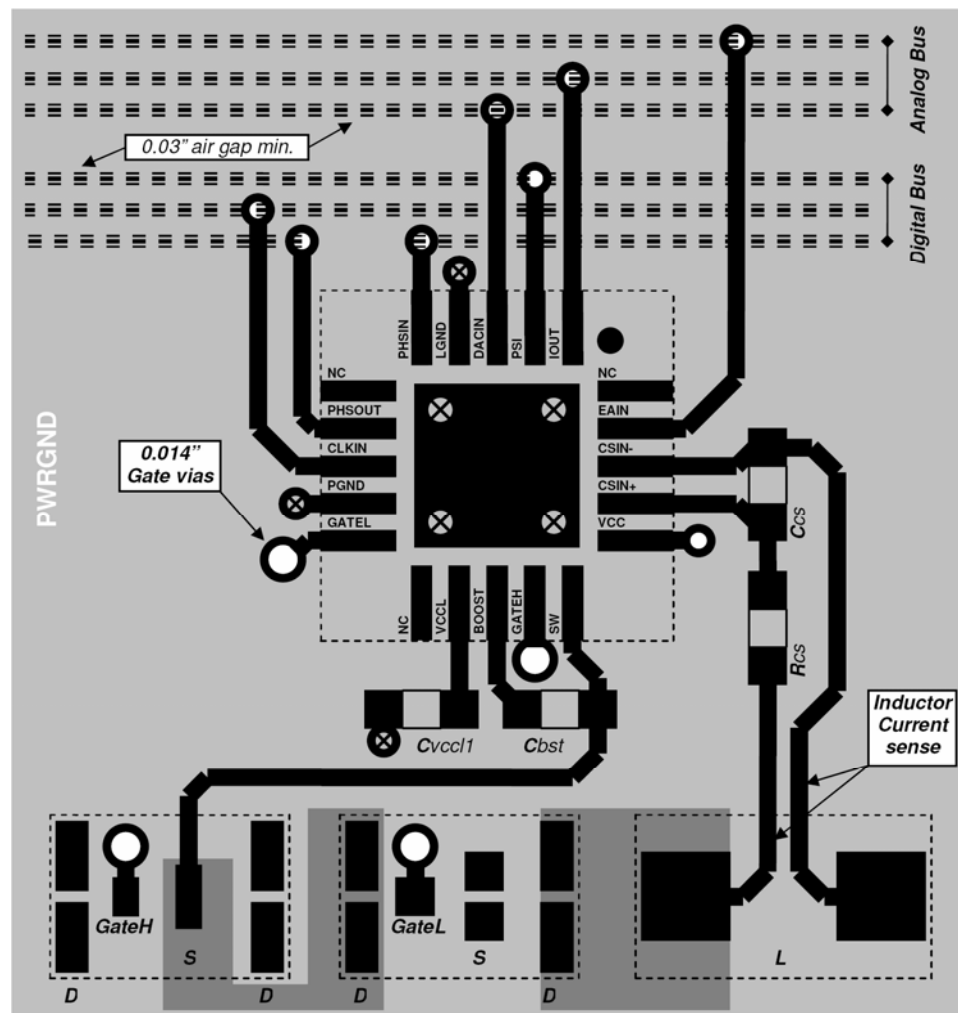 Analog Bus
0.03” air gap min.
Digital Bus
PHSIN
LGND
DACIN
PSI
IOUT
NC
PHSOUT
CLKIN
PGND
GATEL
NC
EAIN
CSIN-
CSIN+
VCC
PWRGND
0.014”
Gate vias
Ccs
NC
VCCL
BOOST
GATEH
SW
Rcs
Inductor
Current
sense
Cvccl1
Cbst
GateH
S
GateL
S
L
D
D
D
D